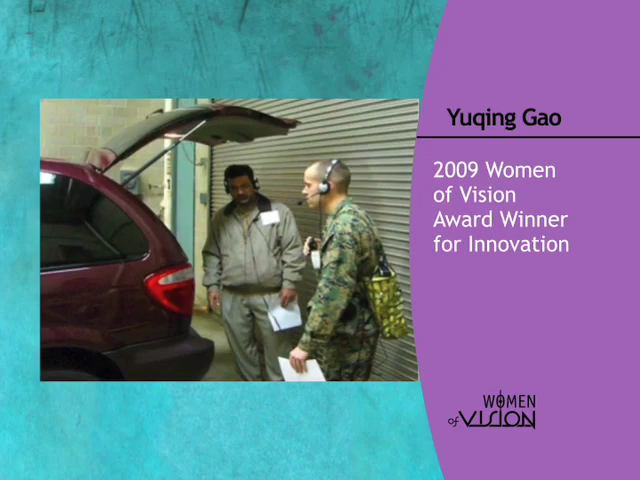 Yuqing Gao
2009 Women
of Vision
Award Winner
for Innovation
WOMEN
of VISION